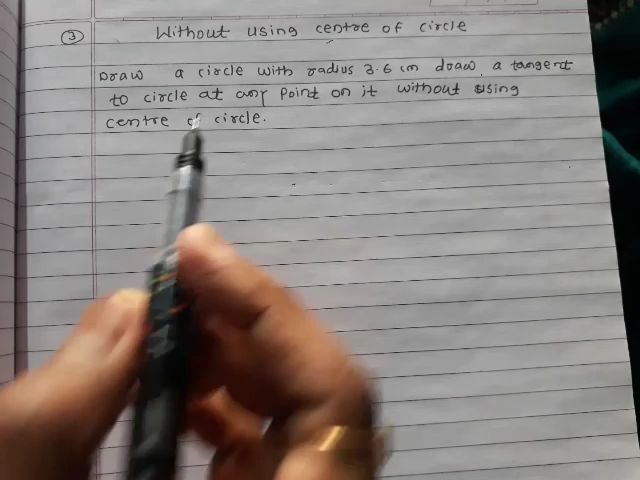 ③ Without using centre of circle
Draw a circle with radius 3.6 cm draw a tangent
to circle at any point on it without using
centre of circle.